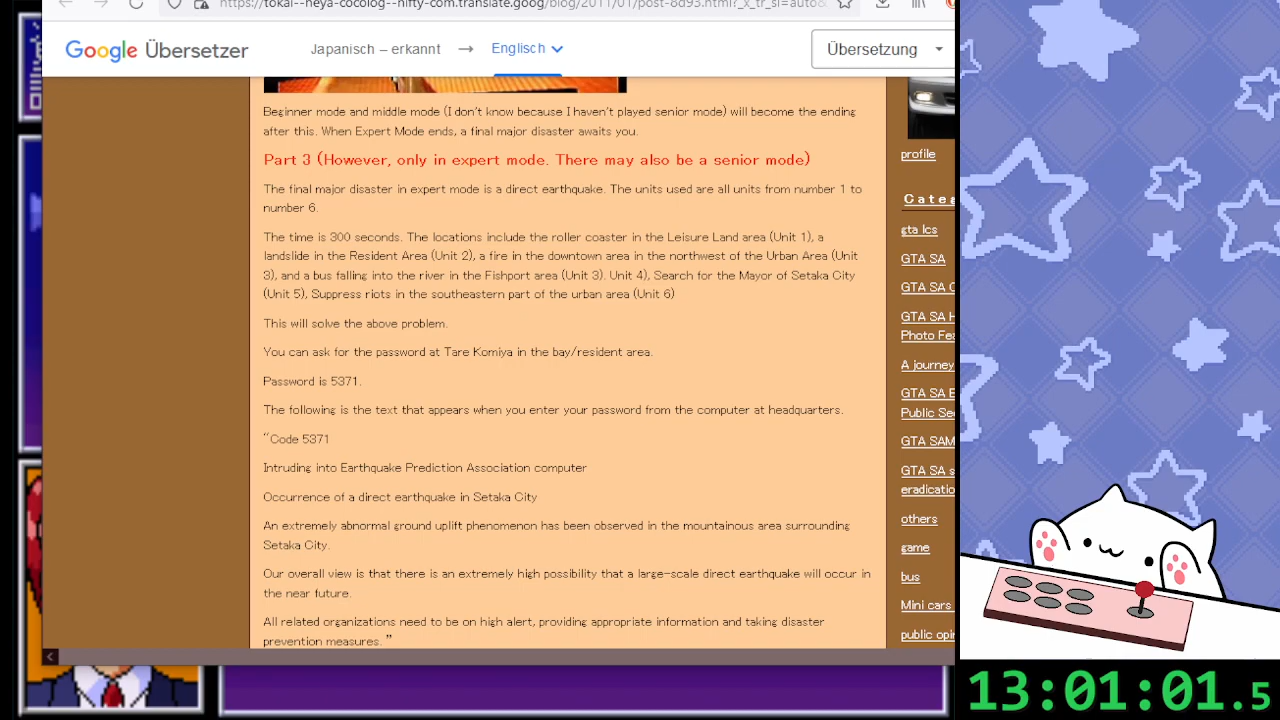 https://tokai--heya-cocolog--nifty-com.translate.goog/blog/2011/01/post-8d93.html?_x_tr_sl=auto&
Google Übersetzer
Japanisch – erkannt
Englisch
Übersetzung
Beginner mode and middle mode (I don't know because I haven't played senior mode) will become the ending
after this. When Expert Mode ends, a final major disaster awaits you.
Part 3 (However, only in expert mode. There may also be a senior mode)
The final major disaster in expert mode is a direct earthquake. The units used are all units from number 1 to
number 6.
The time is 300 seconds. The locations include the roller coaster in the Leisure Land area (Unit 1), a
landslide in the Resident Area (Unit 2), a fire in the downtown area in the northwest of the Urban Area (Unit
3), and a bus falling into the river in the Fishport area (Unit 3). Unit 4), Search for the Mayor of Setaka City
(Unit 5), Suppress riots in the southeastern part of the urban area (Unit 6)
This will solve the above problem.
You can ask for the password at Tare Komiya in the bay/resident area.
Password is 5371.
The following is the text that appears when you enter your password from the computer at headquarters.
"Code 5371
Intruding into Earthquake Prediction Association computer
Occurrence of a direct earthquake in Setaka City
An extremely abnormal ground uplift phenomenon has been observed in the mountainous area surrounding
Setaka City.
Our overall view is that there is an extremely high possibility that a large-scale direct earthquake will occur in
the near future.
All related organizations need to be on high alert, providing appropriate information and taking disaster
prevention measures. ”
profile
Cate
gta lcs
GTA SA
GTA SA
GTA SA
Photo
A journey
GTA SA
Public
GTA SAM
GTA SA
others
game
bus
Mini cars
public
13:01:01.5